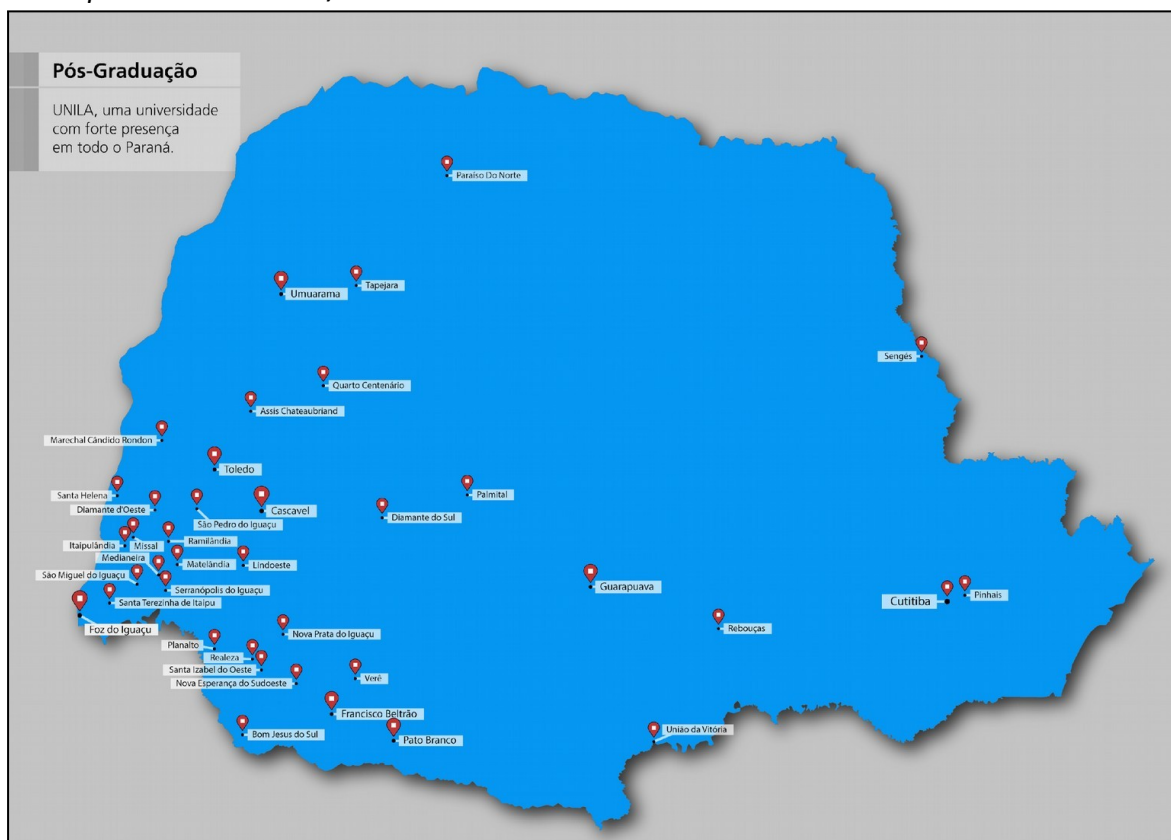 Pós-Graduação
UNILA, uma universidade
com forte presença
em todo o Paraná.
Paraíso Do Norte
Umuarama
Tapejara
Sengés
Quarto Centenário
Assis Chateaubriand
Marechal Cândido Rondon
Toledo
Santa Helena
Diamante d'Oeste
São Pedro do Iguaçu
Cascavel
Palmital
Diamante do Sul
Itaipulândia
Missal
Ramilândia
Medianeira
Matelândia
Lindoeste
São Miguel do Iguaçu
Serranópolis do Iguaçu
Santa Terezinha de Itaipu
Guarapuava
Cutitiba
Pinhais
Foz do Iguaçu
Rebouças
Nova Prata do Iguaçu
Planalto
Realeza
Santa Izabel do Oeste
Nova Esperança do Sudoeste
Verê
Francisco Beltrão
Bom Jesus do Sul
Pato Branco
União da Vitória